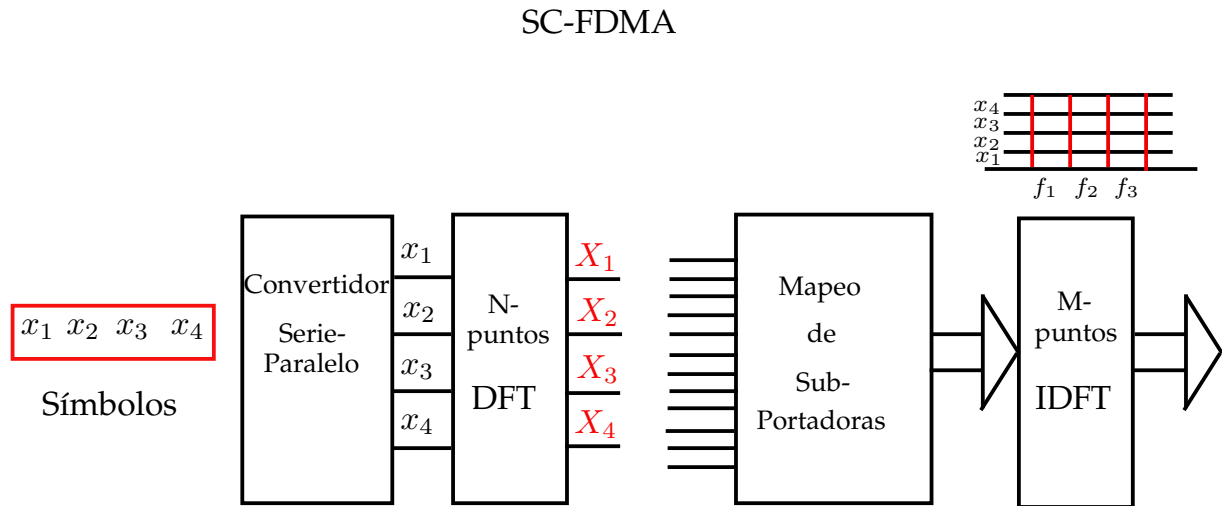 SC-FDMA
x₄
x₃
x₂
x₁
f₁ f₂ f₃
x₁ x₂ x₃ x₄
Símbolos
Convertidor
Serie-
Paralelo
x₁
x₂
x₃
x₄
N-
puntos
DFT
X₁
X₂
X₃
X₄
Mapeo
de
Sub-
Portadoras
M-
puntos
IDFT